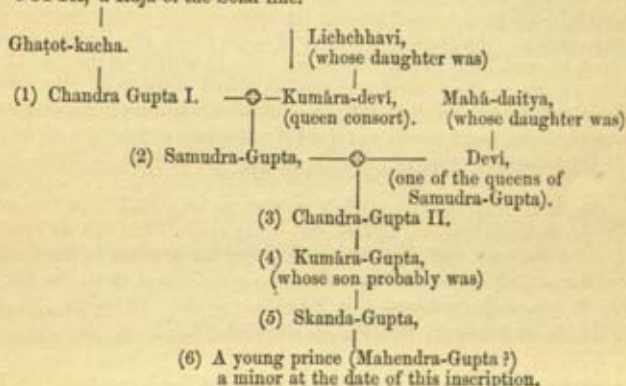 a Raja of the Solar line.
Ghaṭot-kacha.
Lichchhavi,
(whose daughter was)
(1) Chandra Gupta I. Kumára-devi, Mahá-daitya,
(queen consort). (whose daughter was)
(2) Samudra-Gupta, Devi,
(one of the queens of
Samudra-Gupta).
(3) Chandra-Gupta II.
(4) Kumára-Gupta,
(whose son probably was)
(5) Skanda-Gupta,
(6) A young prince (Mahendra-Gupta ?)
a minor at the date of this inscription.